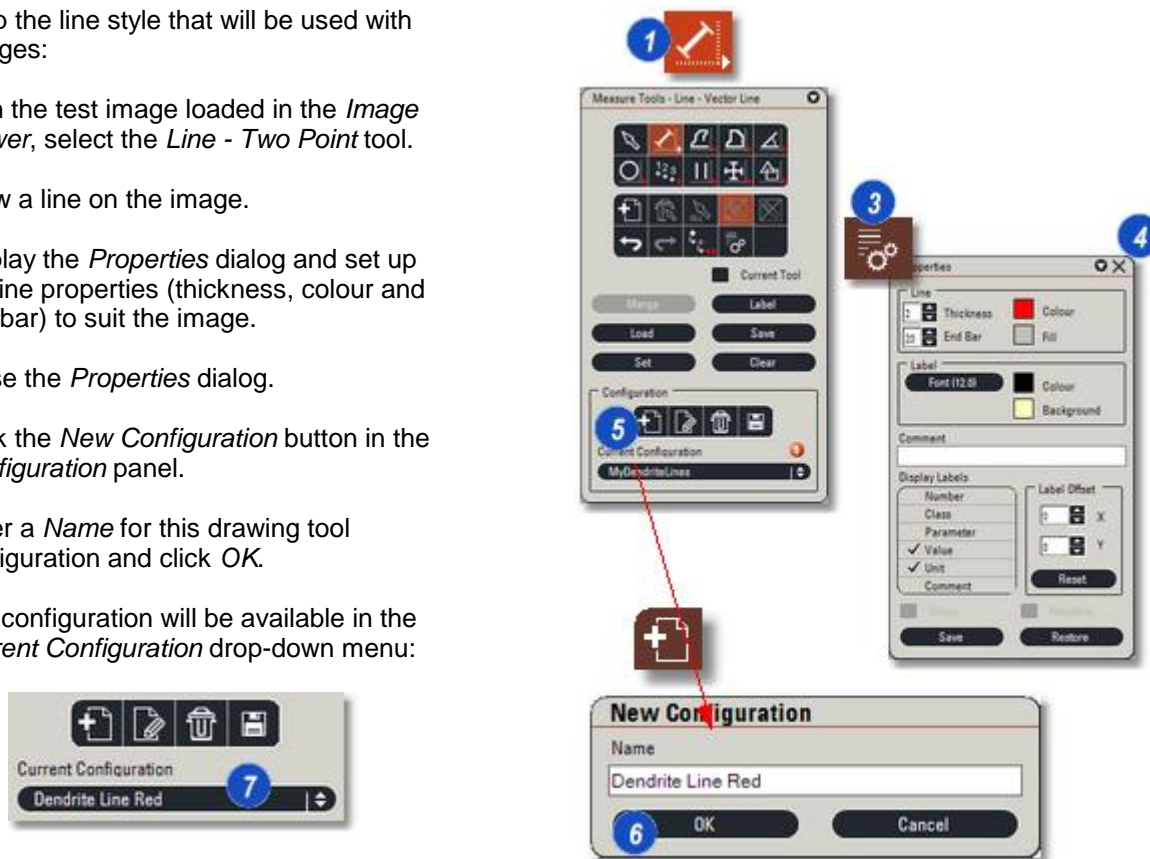 o the line style that will be used with
ges:
n the test image loaded in the Image
wer, select the Line - Two Point tool.
w a line on the image.
play the Properties dialog and set up
ine properties (thickness, colour and
bar) to suit the image.
se the Properties dialog.
k the New Configuration button in the
figuration panel.
er a Name for this drawing tool
figuration and click OK.
configuration will be available in the
rent Configuration drop-down menu:
Current Configuration
Dendrite Line Red
7
1
Measure Tools - Line - Vector Line
Current Tool
Merge Label
Load Save
Set Clear
Configuration
5
Current Configuration
MyDendriteLines
3
4
operties
Line
2 Thickness Colour
20 End Bar Fill
Label
Font (12.0) Colour
Background
Comment
Display Labels
Number
Class
Parameter
Value
Unit
Comment
Label Offset
0 X
0 Y
Reset
Save Restore
New Configuration
Name
Dendrite Line Red
6
OK Cancel